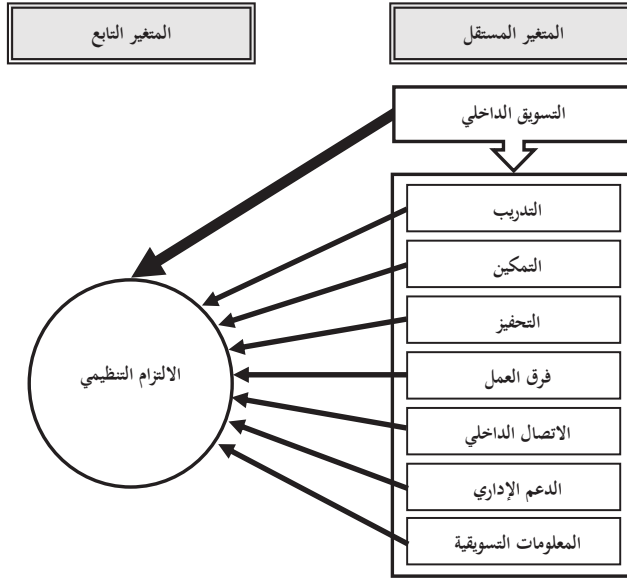 المتغير المستقل
المتغير التابع
التسويق الداخلي
التدريب
التمكين
التحفيز
فرق العمل
الاتصال الداخلي
الدعم الإداري
المعلومات التسويقية
الالتزام التنظيمي